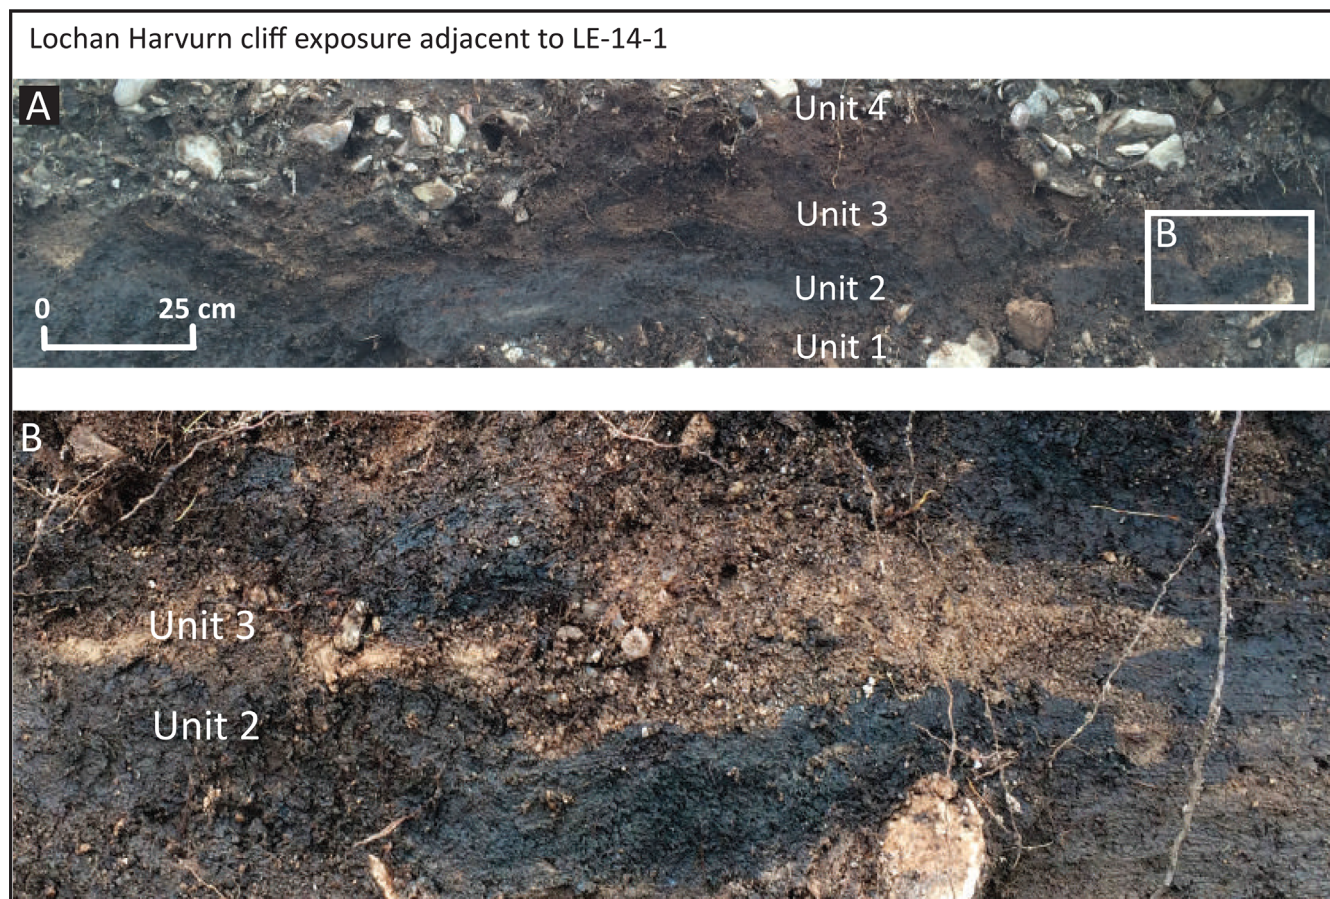 Lochan Harvurn cliff exposure adjacent to LE-14-1
A
Unit 4
Unit 3
B
Unit 2
0 25 cm
Unit 1
B
Unit 3
Unit 2